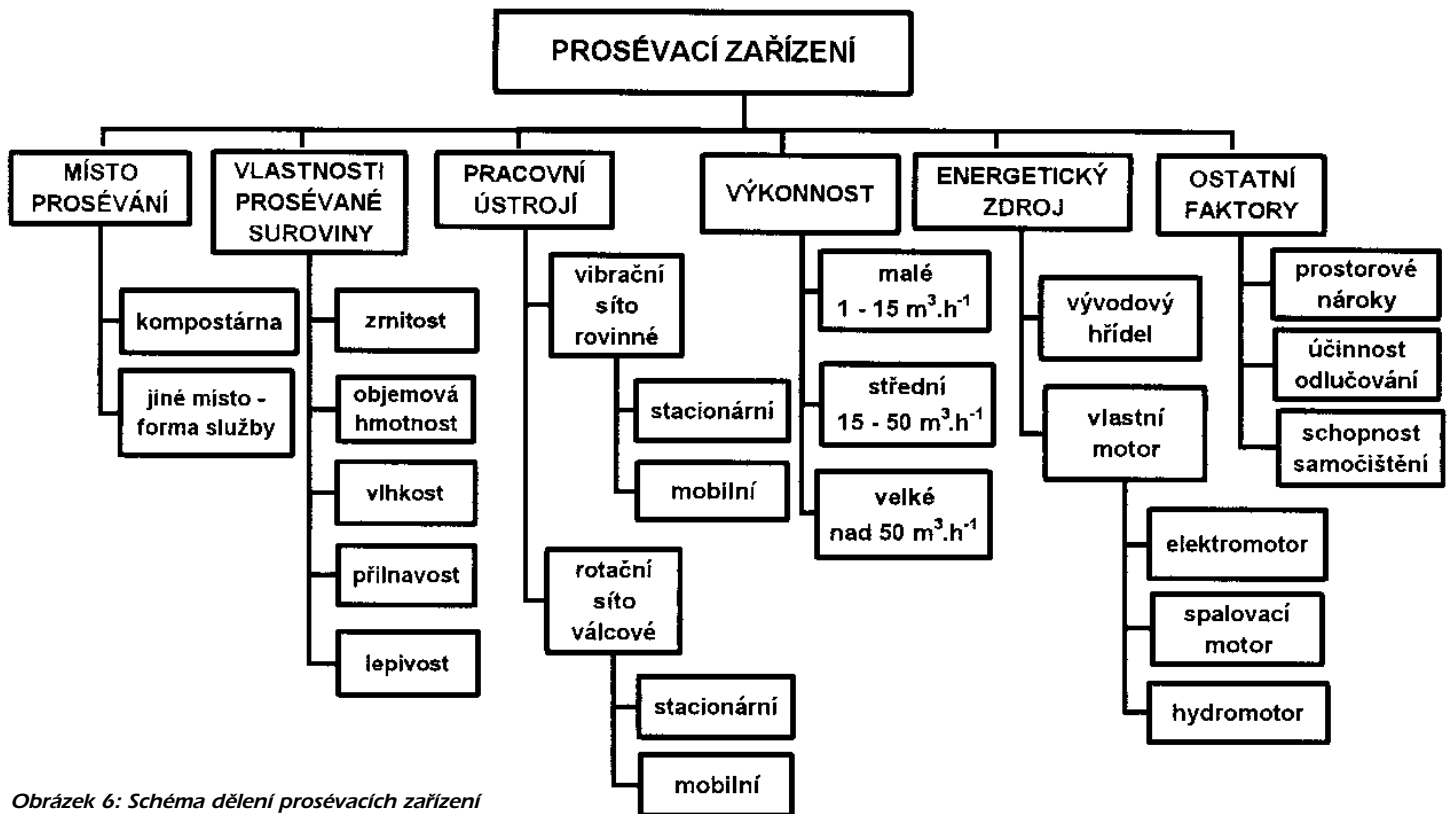 PROSÉVACÍ ZAŘÍZENÍ
MÍSTO
PROSÉVÁNÍ
kompostárna
jiné místo -
forma služby
VLASTNOSTI
PROSÉVANÉ
SUROVINY
zrnitost
objemová
hmotnost
vlhkost
přilnavost
lepivost
PRACOVNÍ
ÚSTROJÍ
vibrační
síto
rovinné
stacionární
mobilní
rotační
síto
válcové
stacionární
mobilní
VÝKONNOST
malé
1 - 15 m³.h⁻¹
střední
15 - 50 m³.h⁻¹
velké
nad 50 m³.h⁻¹
ENERGETICKÝ
ZDROJ
vývodový
hřídel
vlastní
motor
elektromotor
spalovací
motor
hydromotor
OSTATNÍ
FAKTORY
prostorové
nároky
účinnost
odlučování
schopnost
samočištění
Obrázek 6: Schéma dělení prosévacích zařízení